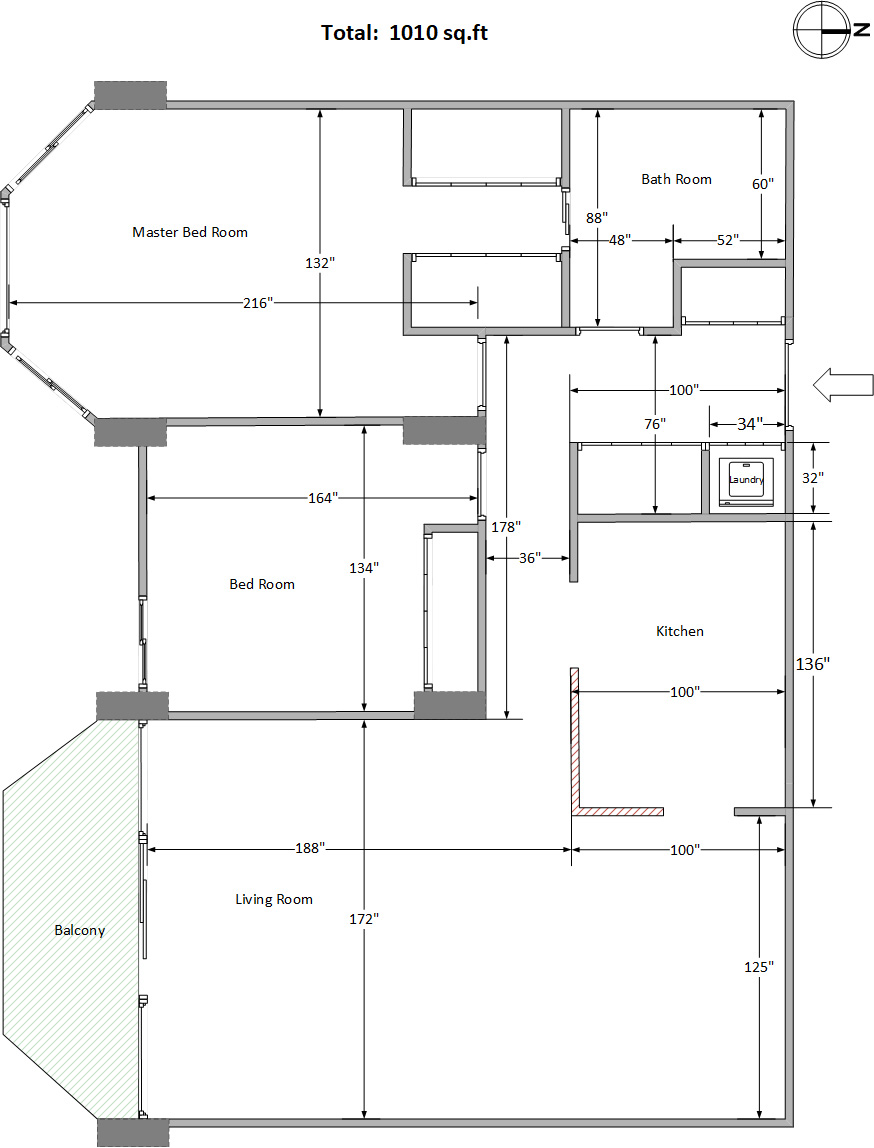 Total:  1010 sq.ft
N
Bath Room
60"
88"
Master Bed Room
48"
52"
132"
216"
100"
76"
34"
32"
Laundry
164"
178"
36"
134"
Bed Room
Kitchen
136"
100"
188"
100"
Living Room
172"
Balcony
125"